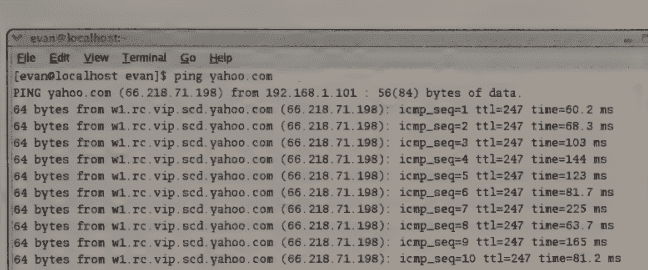 evan@localhost:~
File Edit View Terminal Go Help
[evan@localhost evan]$ ping yahoo.com
PING yahoo.com (66.218.71.198) from 192.168.1.101 : 56(84) bytes of data.
64 bytes from w1.rc.vip.scd.yahoo.com (66.218.71.198): icmp_seq=1 ttl=247 time=60.2 ms
64 bytes from w1.rc.vip.scd.yahoo.com (66.218.71.198): icmp_seq=2 ttl=247 time=68.3 ms
64 bytes from w1.rc.vip.scd.yahoo.com (66.218.71.198): icmp_seq=3 ttl=247 time=103 ms
64 bytes from w1.rc.vip.scd.yahoo.com (66.218.71.198): icmp_seq=4 ttl=247 time=144 ms
64 bytes from w1.rc.vip.scd.yahoo.com (66.218.71.198): icmp_seq=5 ttl=247 time=123 ms
64 bytes from w1.rc.vip.scd.yahoo.com (66.218.71.198): icmp_seq=6 ttl=247 time=81.7 ms
64 bytes from w1.rc.vip.scd.yahoo.com (66.218.71.198): icmp_seq=7 ttl=247 time=225 ms
64 bytes from w1.rc.vip.scd.yahoo.com (66.218.71.198): icmp_seq=8 ttl=247 time=63.7 ms
64 bytes from w1.rc.vip.scd.yahoo.com (66.218.71.198): icmp_seq=9 ttl=247 time=165 ms
64 bytes from w1.rc.vip.scd.yahoo.com (66.218.71.198): icmp_seq=10 ttl=247 time=81.2 ms